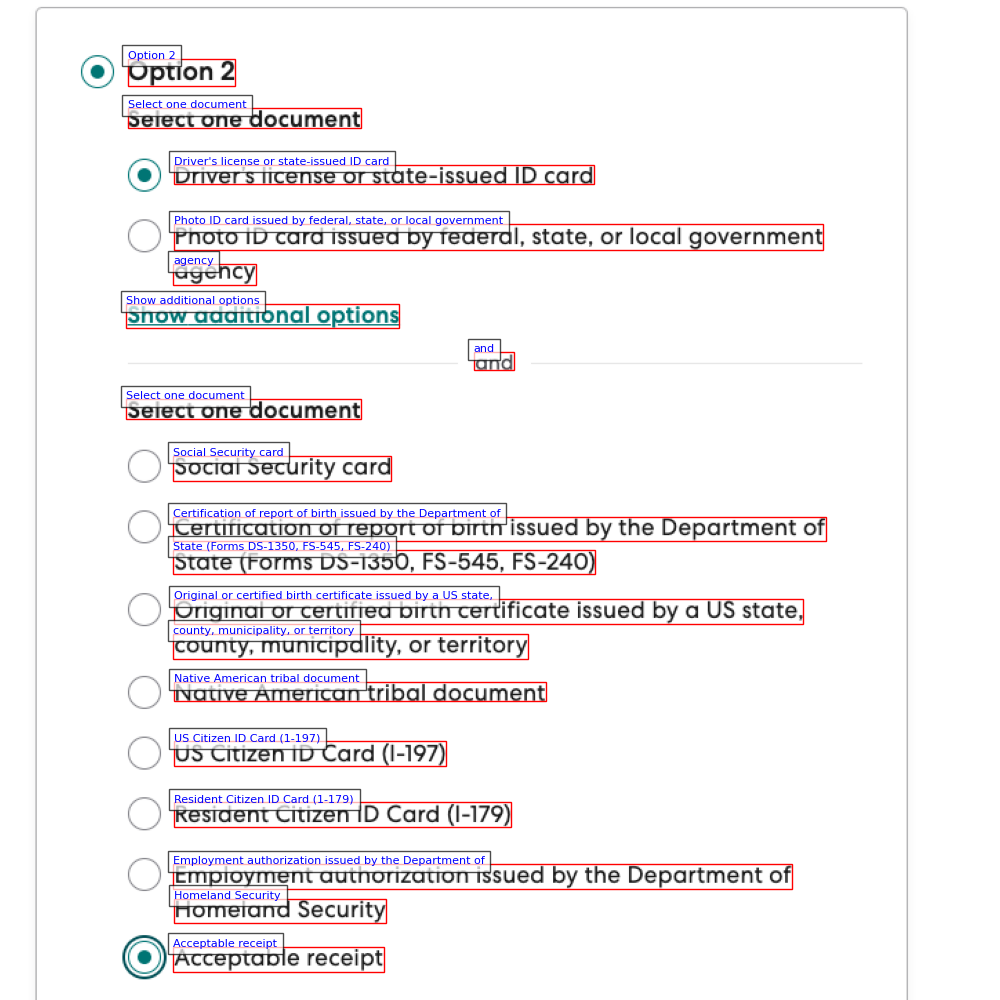 Option 2
Select one document
Driver's license or state-issued ID card
Photo ID card issued by federal, state, or local government
agency
Show additional options
and
Select one document
Social Security card
Certification of report of birth issued by the Department of
State (Forms DS-1350, FS-545, FS-240)
Original or certified birth certificate issued by a US state,
county, municipality, or territory
Native American tribal document
US Citizen ID Card (I-197)
Resident Citizen ID Card (I-179)
Employment authorization issued by the Department of
Homeland Security
Acceptable receipt